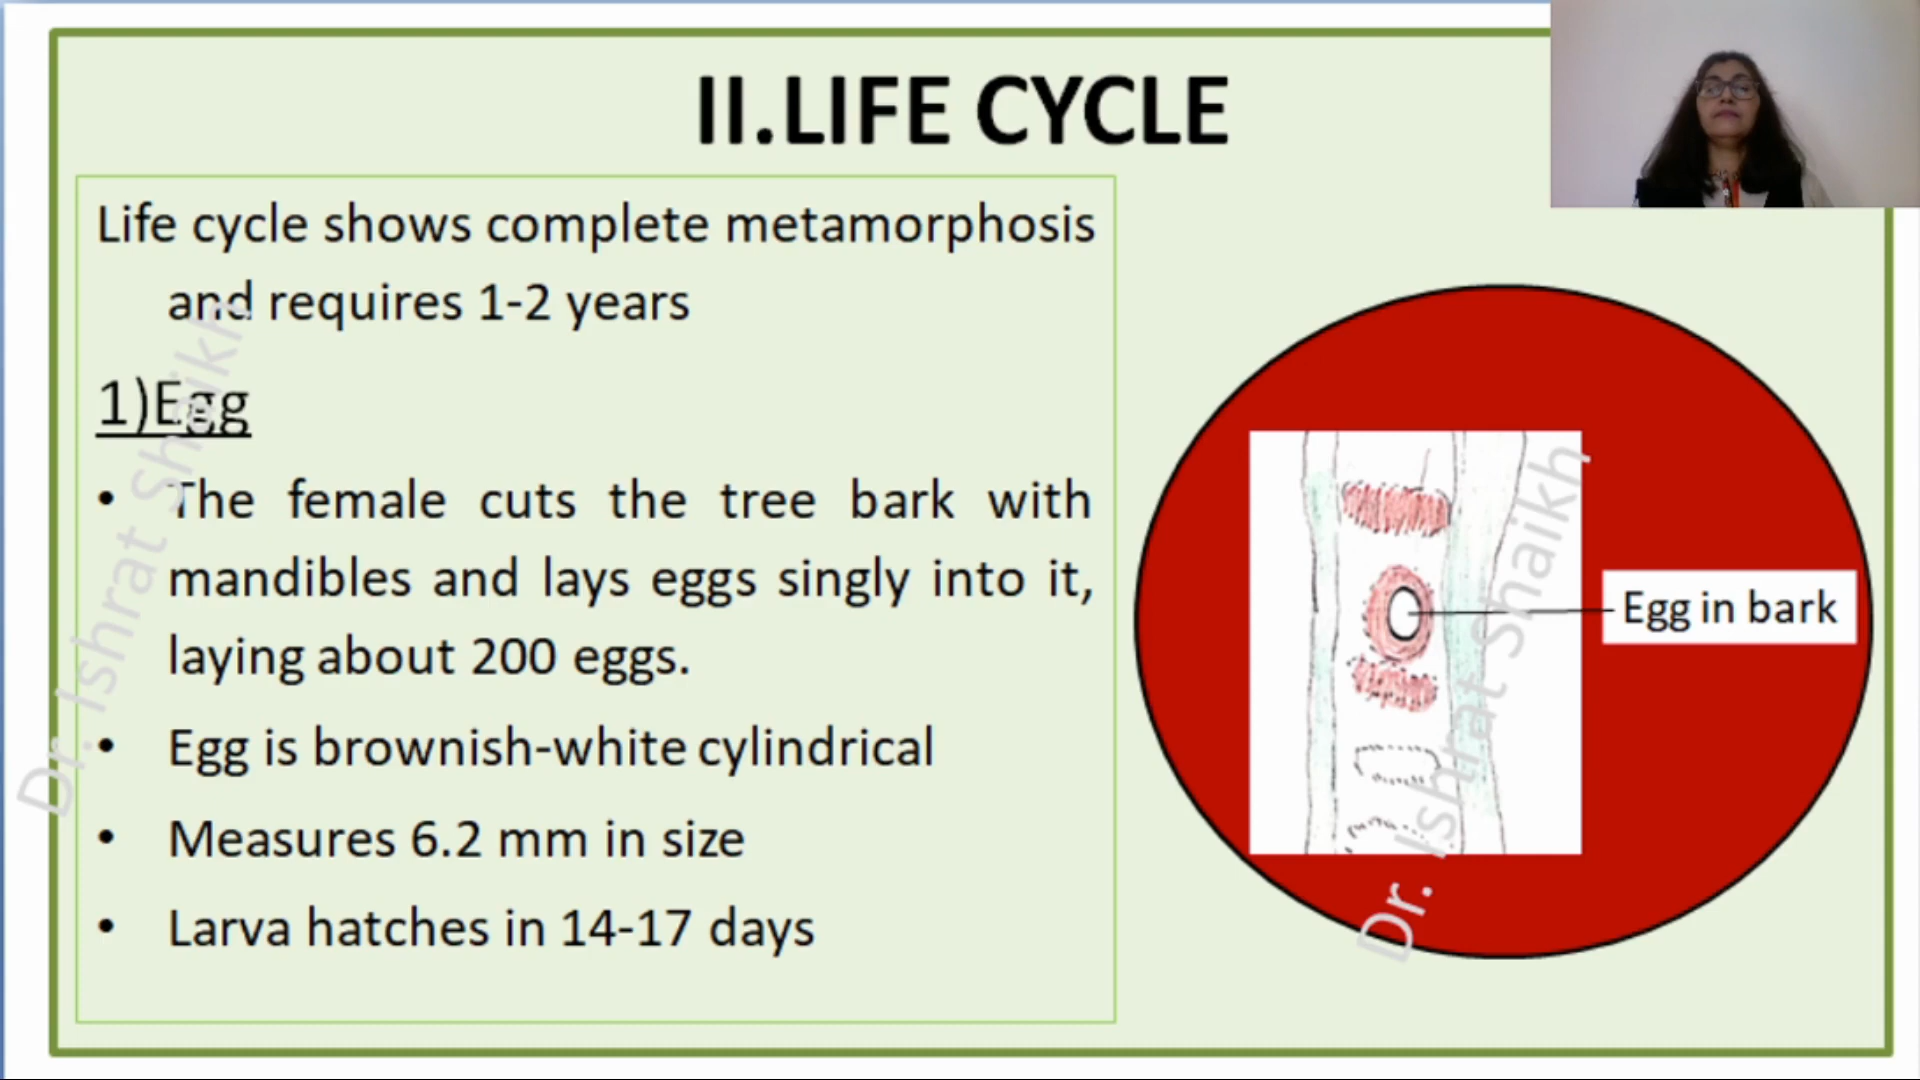 II.LIFE CYCLE
Life cycle shows complete metamorphosis
and requires 1-2 years
1)Egg
• The female cuts the tree bark with
mandibles and lays eggs singly into it,
laying about 200 eggs.
• Egg is brownish-white cylindrical
• Measures 6.2 mm in size
• Larva hatches in 14-17 days
Egg in bark
Dr. Ishrat Shaikh
Dr. Ishrat Shaikh